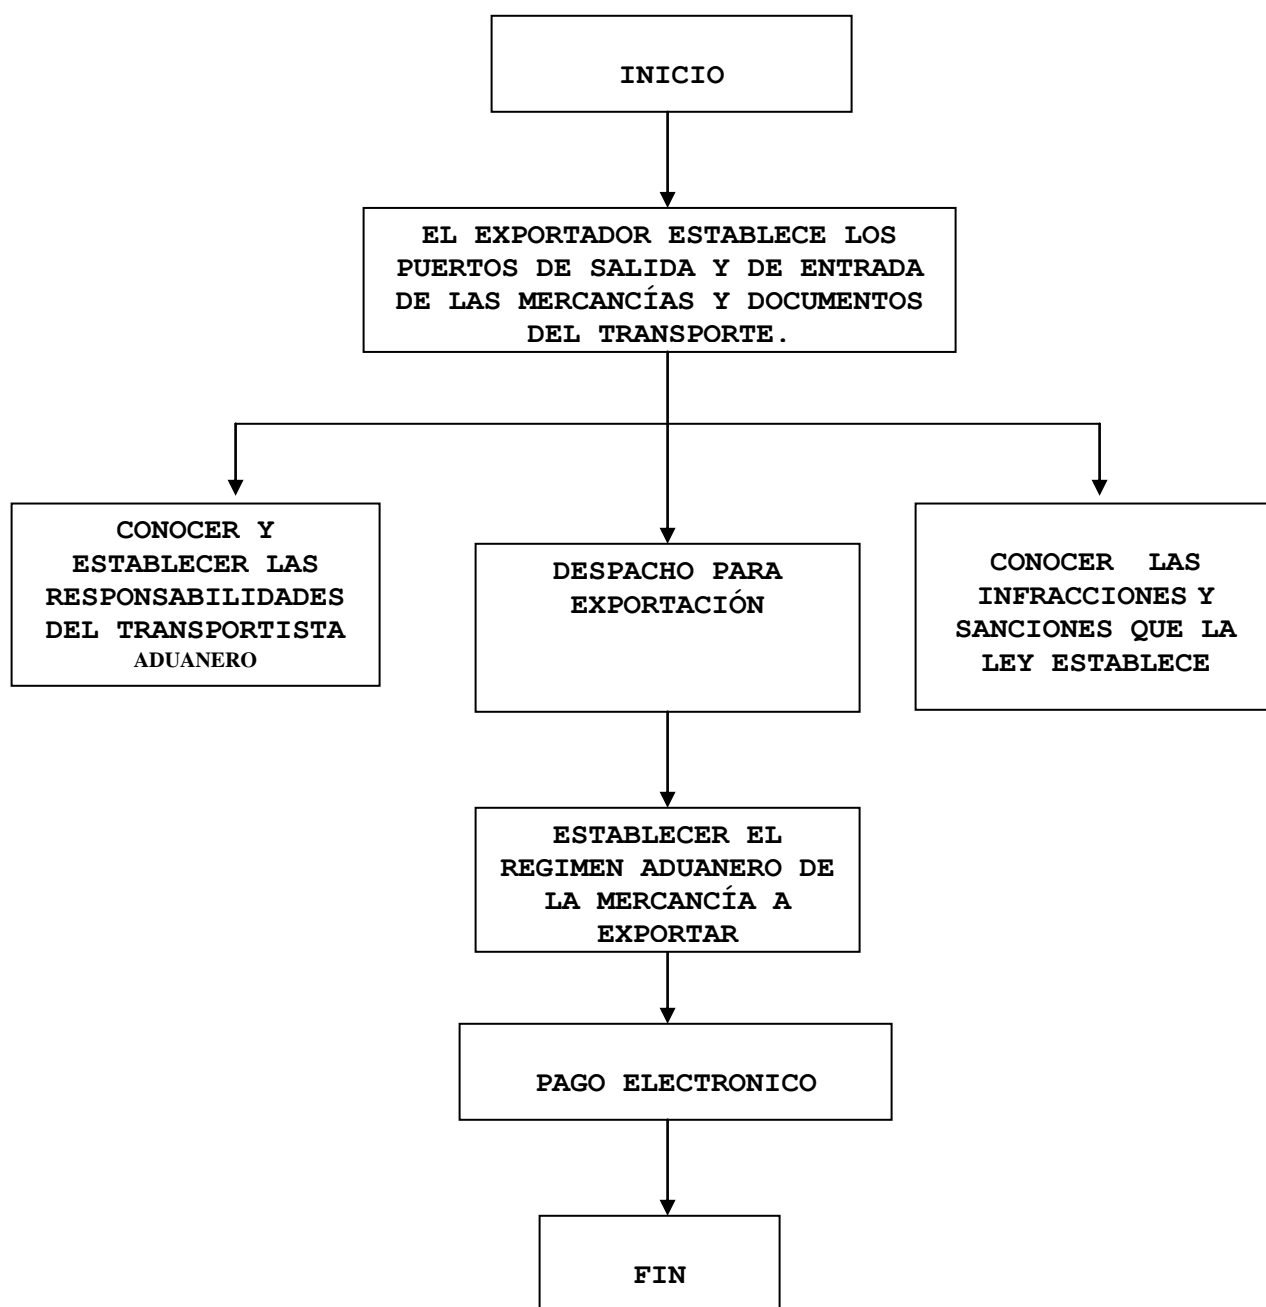 INICIO
EL EXPORTADOR ESTABLECE LOS
PUERTOS DE SALIDA Y DE ENTRADA
DE LAS MERCANCÍAS Y DOCUMENTOS
DEL TRANSPORTE.
CONOCER Y
ESTABLECER LAS
RESPONSABILIDADES
DEL TRANSPORTISTA
ADUANERO
DESPACHO PARA
EXPORTACIÓN
CONOCER LAS
INFRACCIONES Y
SANCIONES QUE LA
LEY ESTABLECE
ESTABLECER EL
REGIMEN ADUANERO DE
LA MERCANCÍA A
EXPORTAR
PAGO ELECTRONICO
FIN